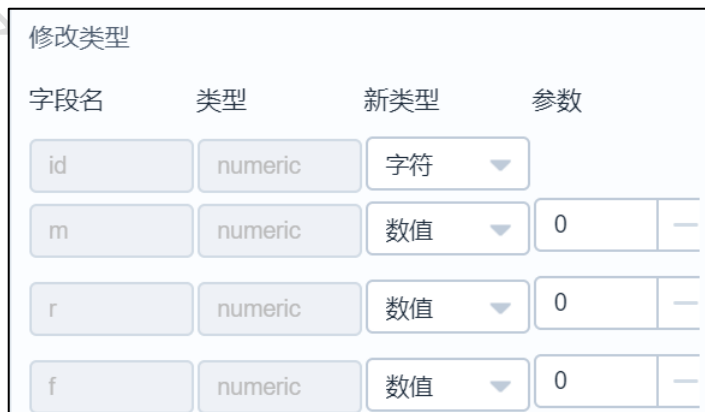 修改类型
字段名 类型 新类型 参数
id numeric 字符
m numeric 数值 0
r numeric 数值 0
f numeric 数值 0